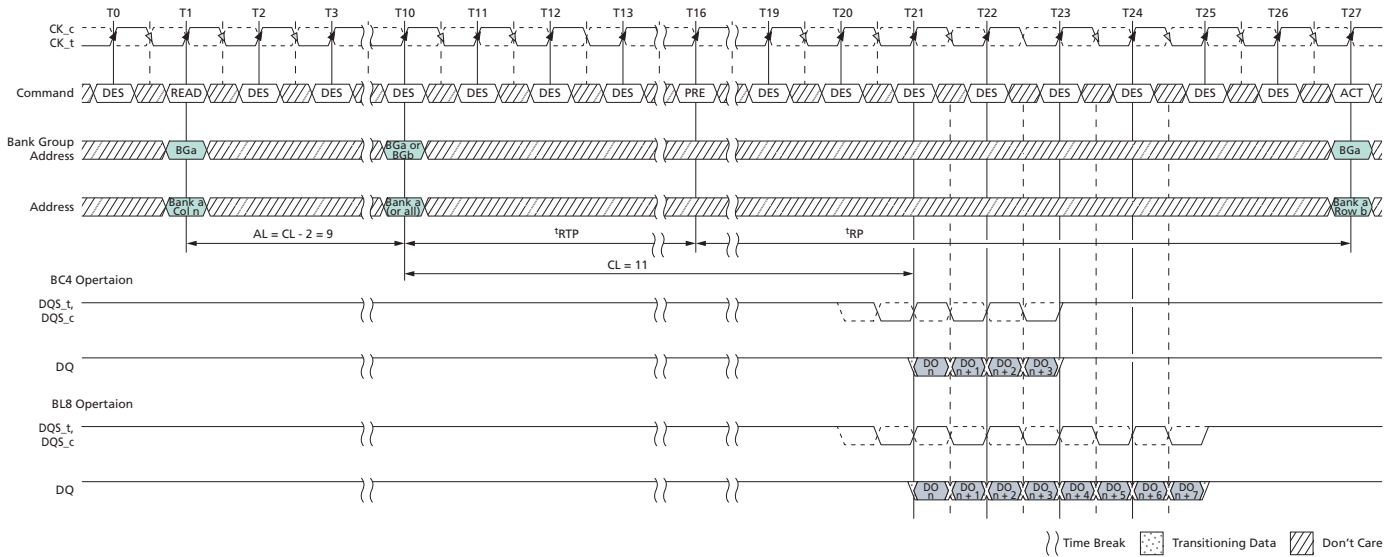 T0 T1 T2 T3 T10 T11 T12 T13 T16 T19 T20 T21 T22 T23 T24 T25 T26 T27
CK_c
CK_t
Command DES READ DES DES DES DES DES DES PRE DES DES DES DES DES DES DES DES ACT
Bank Group
Address
BGa
BGa or
BGb
BGa
Address
Bank a
Col n
Bank a
(or all)
Bank a
Row b
AL = CL - 2 = 9
tRTP
tRP
CL = 11
BC4 Opertaion
DQS_t,
DQS_c
DQ
DO
n
DO
n + 1
DO
n + 2
DO
n + 3
BL8 Opertaion
DQS_t,
DQS_c
DQ
DO
n
DO
n + 1
DO
n + 2
DO
n + 3
DO
n + 4
DO
n + 5
DO
n + 6
DO
n + 7
Time Break Transitioning Data Don't Care